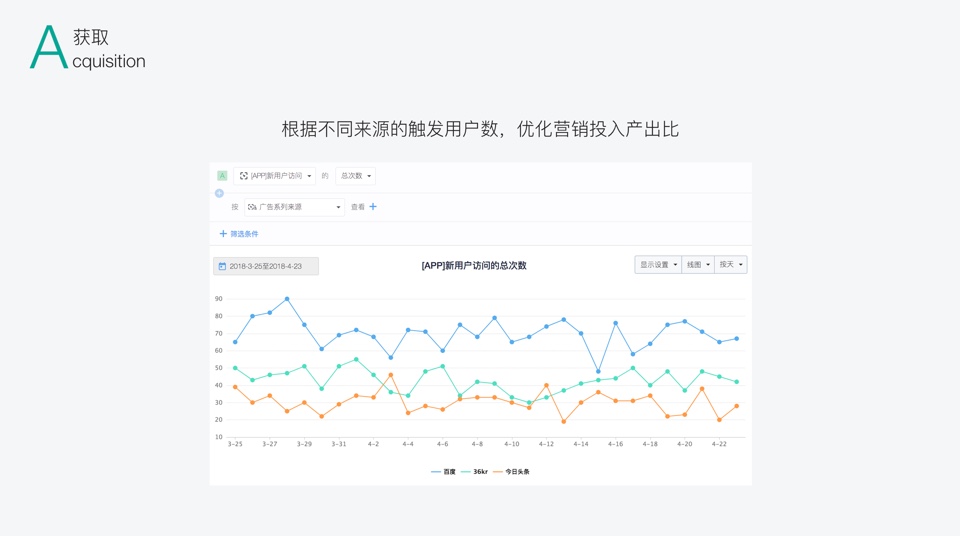 A 获取
cquisition
根据不同来源的触发用户数，优化营销投入产出比
A [APP]新用户访问 的 总次数
按 广告系列来源 查看 +
+ 筛选条件
2018-3-25至2018-4-23
[APP]新用户访问的总次数
显示设置 线图 按天
90
80
70
60
50
40
30
20
10
3-25 3-27 3-29 3-31 4-2 4-4 4-6 4-8 4-10 4-12 4-14 4-16 4-18 4-20 4-22
百度 36kr 今日头条